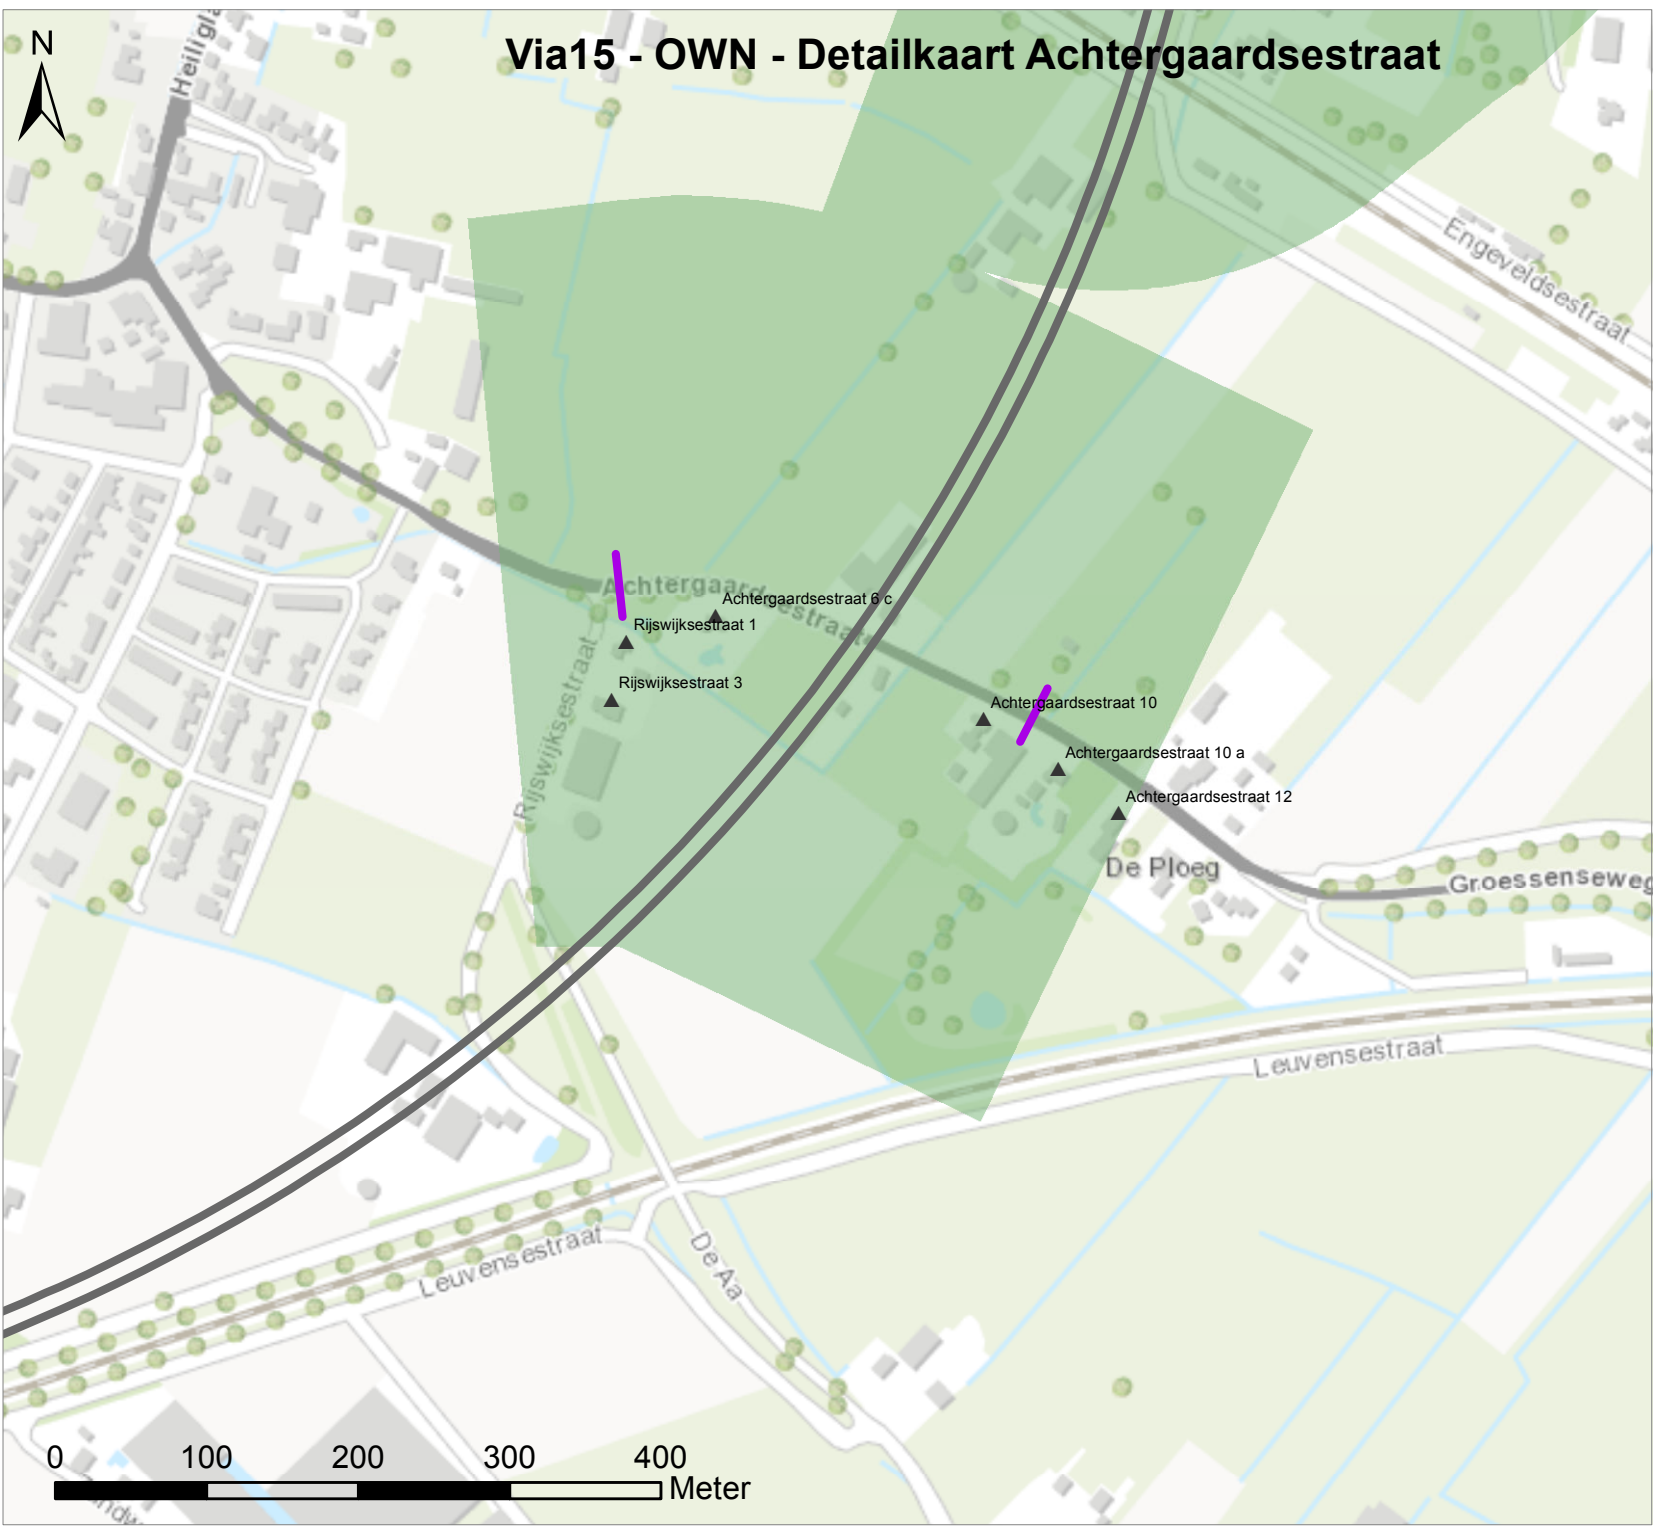 Via15 - OWN - Detailkaart Achtergaardsestraat
N
Engeveldsestraat
Achtergaardsestraat
Achtergaardsestraat 6 c
Rijswijksestraat 1
Rijswijksestraat 3
Rijswijksestraat
Achtergaardsestraat 10
Achtergaardsestraat 10 a
Achtergaardsestraat 12
De Ploeg
Groessenseweg
Leuvensestraat
Leuvensestraat
De Aa
0 100 200 300 400
Meter